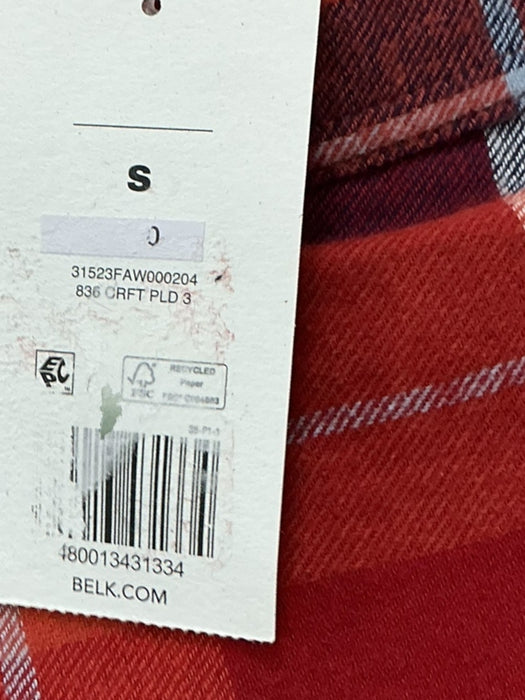 S
31523FAW000204
836 CRFT PLD 3
RECYCLED
Paper
FSC
480013431334
BELK.COM